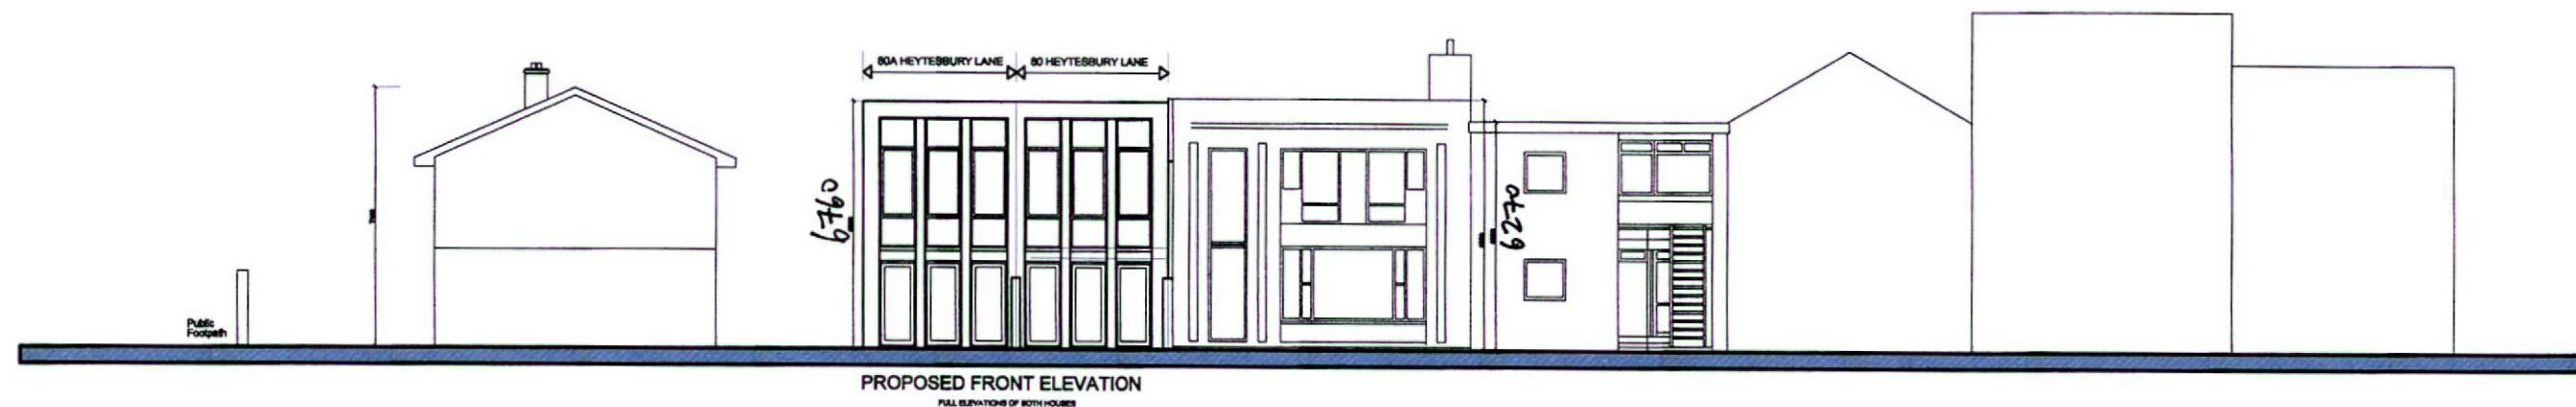 80A HEYTESBURY LANE
80 HEYTESBURY LANE
6760
6270
Public
Footpath
PROPOSED FRONT ELEVATION
FULL ELEVATIONS OF BOTH HOUSES